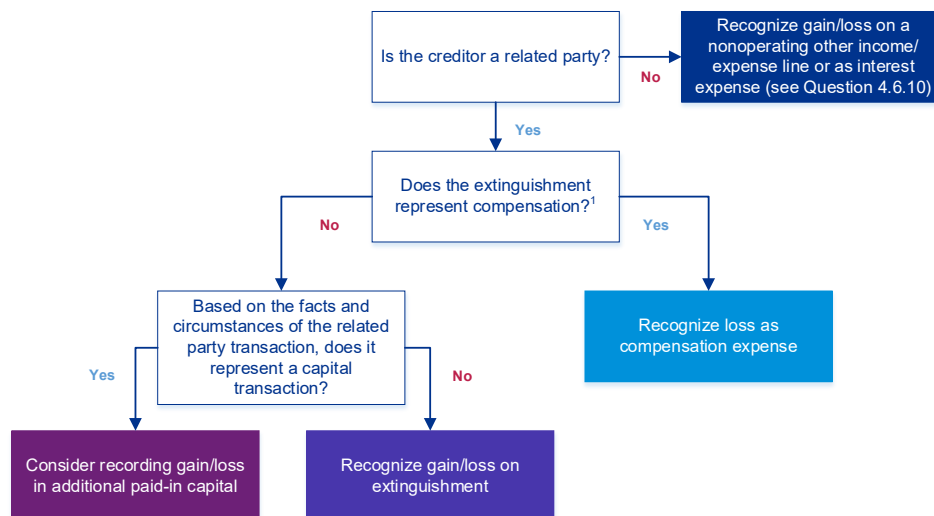 Is the creditor a related party?
No
Recognize gain/loss on a
nonoperating other income/
expense line or as interest
expense (see Question 4.6.10)
Yes
Does the extinguishment
represent compensation?1
No
Yes
Based on the facts and
circumstances of the related
party transaction, does it
represent a capital
transaction?
Recognize loss as
compensation expense
Yes
No
Consider recording gain/loss
in additional paid-in capital
Recognize gain/loss on
extinguishment